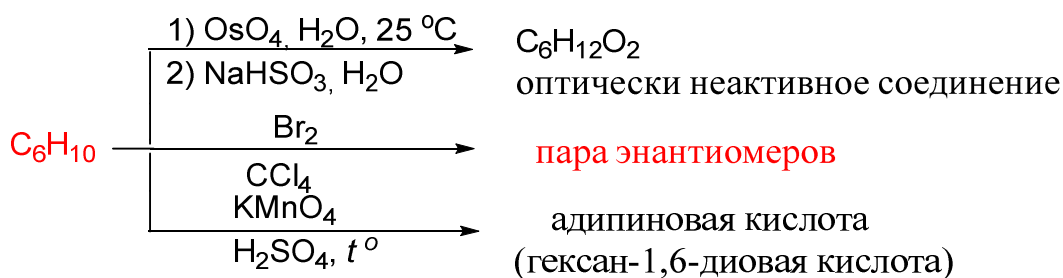 1) OsO4, H2O, 25 °C
C6H12O2
2) NaHSO3, H2O
оптически неактивное соединение
Br2
C6H10
пара энантиомеров
CCl4
KMnO4
адипиновая кислота
H2SO4, t °
(гексан-1,6-диовая кислота)